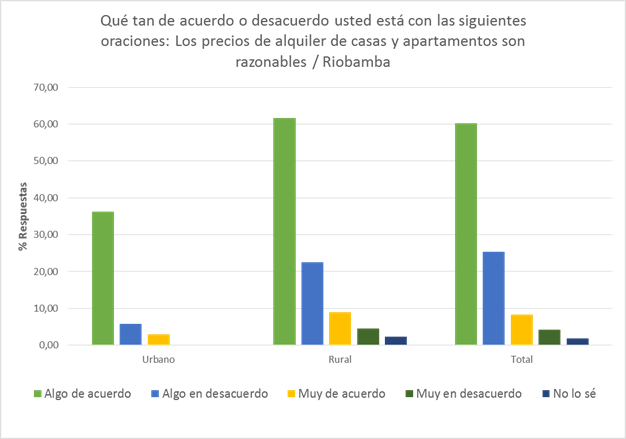 Qué tan de acuerdo o desacuerdo usted está con las siguientes
oraciones: Los precios de alquiler de casas y apartamentos son
razonables / Riobamba
% Respuestas
70,00
60,00
50,00
40,00
30,00
20,00
10,00
0,00
Urbano Rural Total
Algo de acuerdo Algo en desacuerdo Muy de acuerdo Muy en desacuerdo No lo sé